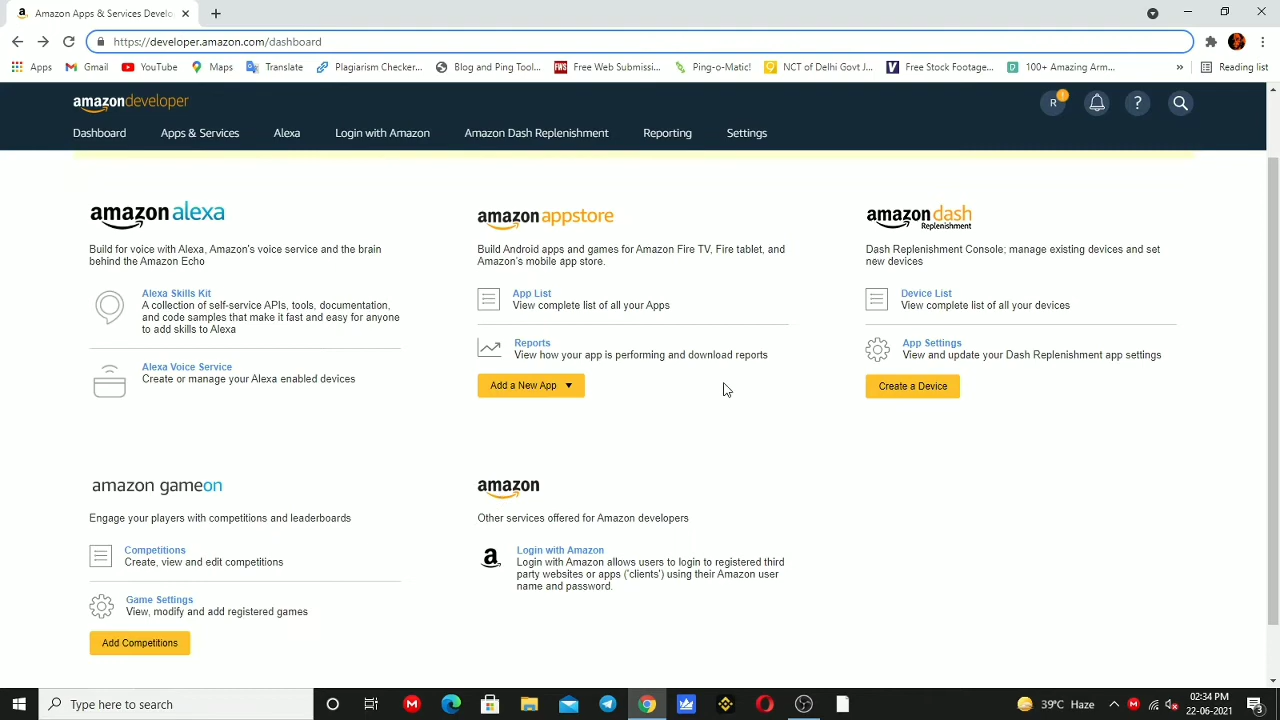 Amazon Apps & Services Develo
https://developer.amazon.com/dashboard
Apps
Gmail
YouTube
Maps
Translate
Plagiarism Checker...
Blog and Ping Tool...
FWS
Free Web Submissi...
Ping-o-Matic!
NCT of Delhi Govt J...
Free Stock Footage...
100+ Amazing Arm...
»
Reading list
amazondeveloper
R
!
?
Dashboard
Apps & Services
Alexa
Login with Amazon
Amazon Dash Replenishment
Reporting
Settings
amazon alexa
Build for voice with Alexa, Amazon's voice service and the brain
behind the Amazon Echo
Alexa Skills Kit
A collection of self-service APIs, tools, documentation,
and code samples that make it fast and easy for anyone
to add skills to Alexa
Alexa Voice Service
Create or manage your Alexa enabled devices
amazon appstore
Build Android apps and games for Amazon Fire TV, Fire tablet, and
Amazon's mobile app store.
App List
View complete list of all your Apps
Reports
View how your app is performing and download reports
Add a New App
amazon dash
Replenishment
Dash Replenishment Console; manage existing devices and set
new devices
Device List
View complete list of all your devices
App Settings
View and update your Dash Replenishment app settings
Create a Device
amazon gameon
Engage your players with competitions and leaderboards
Competitions
Create, view and edit competitions
Game Settings
View, modify and add registered games
Add Competitions
amazon
Other services offered for Amazon developers
Login with Amazon
Login with Amazon allows users to login to registered third
party websites or apps ('clients') using their Amazon user
name and password.
Type here to search
39°C Haze
02:34 PM
22-06-2021
3